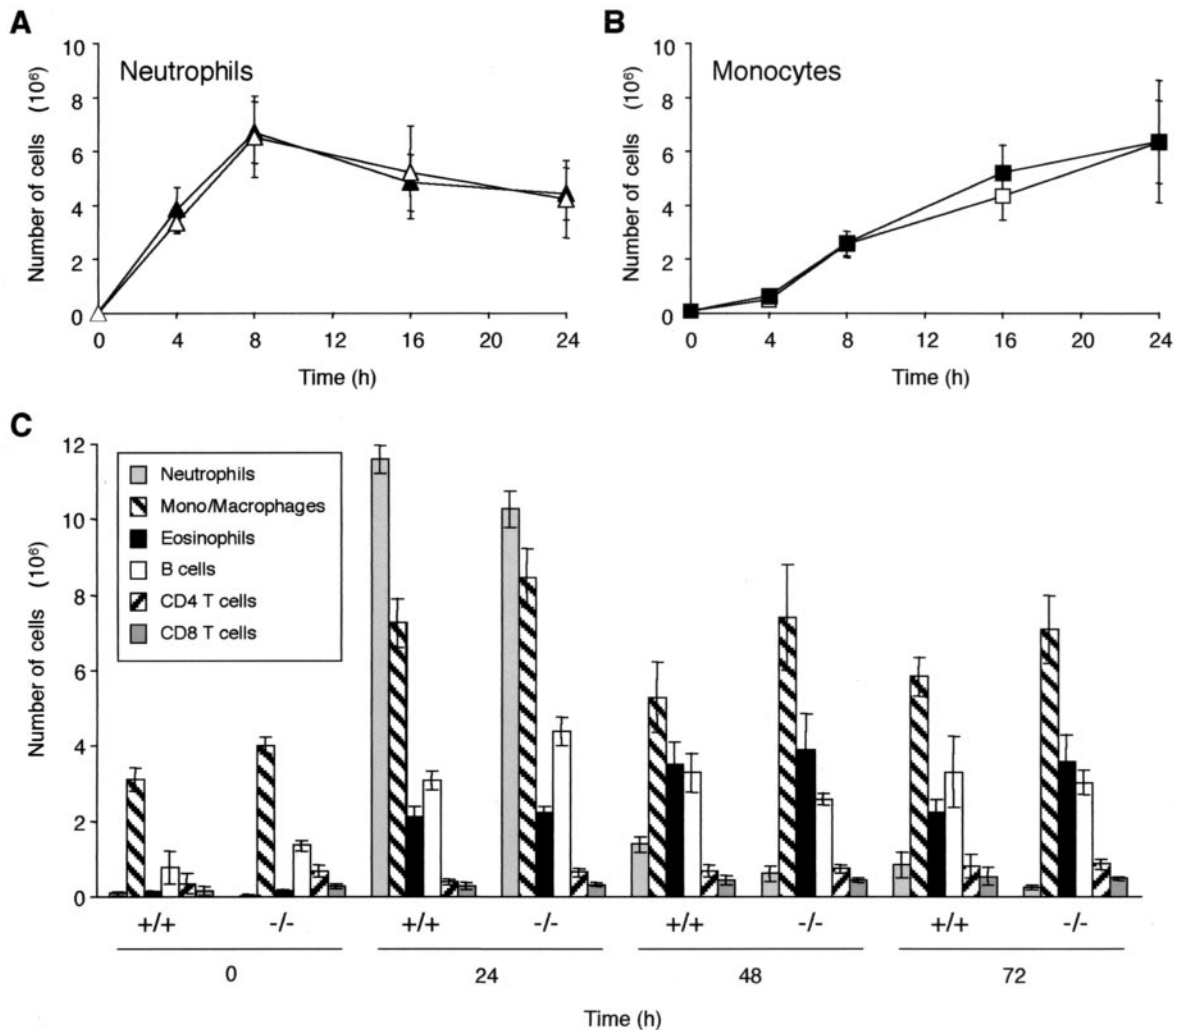 A
Neutrophils
Number of cells (10⁶)
10
8
6
4
2
0
0 4 8 12 16 20 24
Time (h)
B
Monocytes
Number of cells (10⁶)
10
8
6
4
2
0
0 4 8 12 16 20 24
Time (h)
C
Number of cells (10⁶)
12
10
8
6
4
2
0
Neutrophils
Mono/Macrophages
Eosinophils
B cells
CD4 T cells
CD8 T cells
+/+ -/- +/+ -/- +/+ -/- +/+ -/-
0 24 48 72
Time (h)